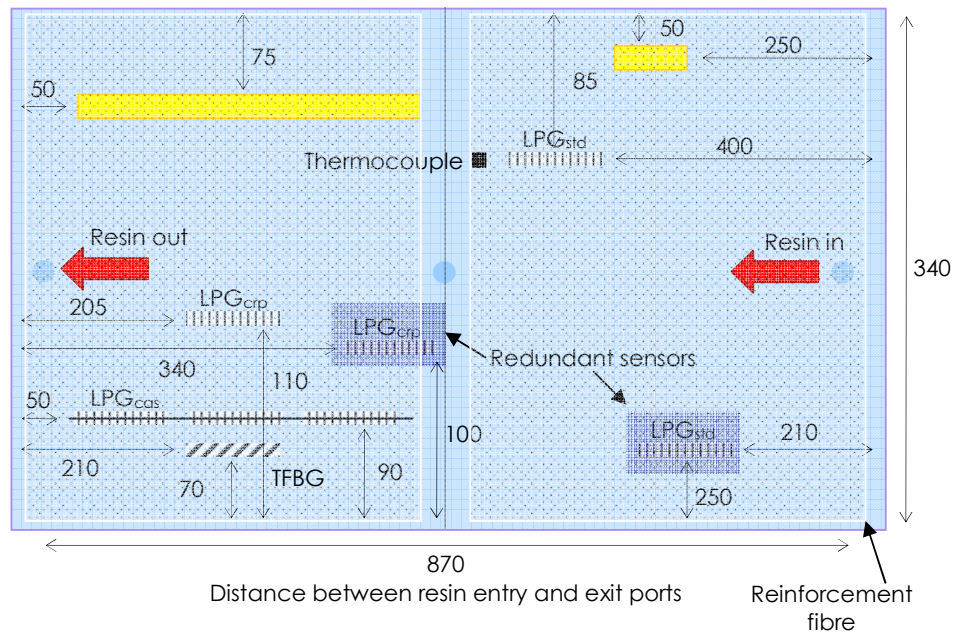 50
75
250
50
85
LPGstd
Thermocouple
400
Resin out
Resin in
340
205
LPGcrp
LPGcrp
Redundant sensors
340
110
50
LPGcas
100
LPGstd
210
210
70
TFBG
90
250
870
Distance between resin entry and exit ports
Reinforcement
fibre